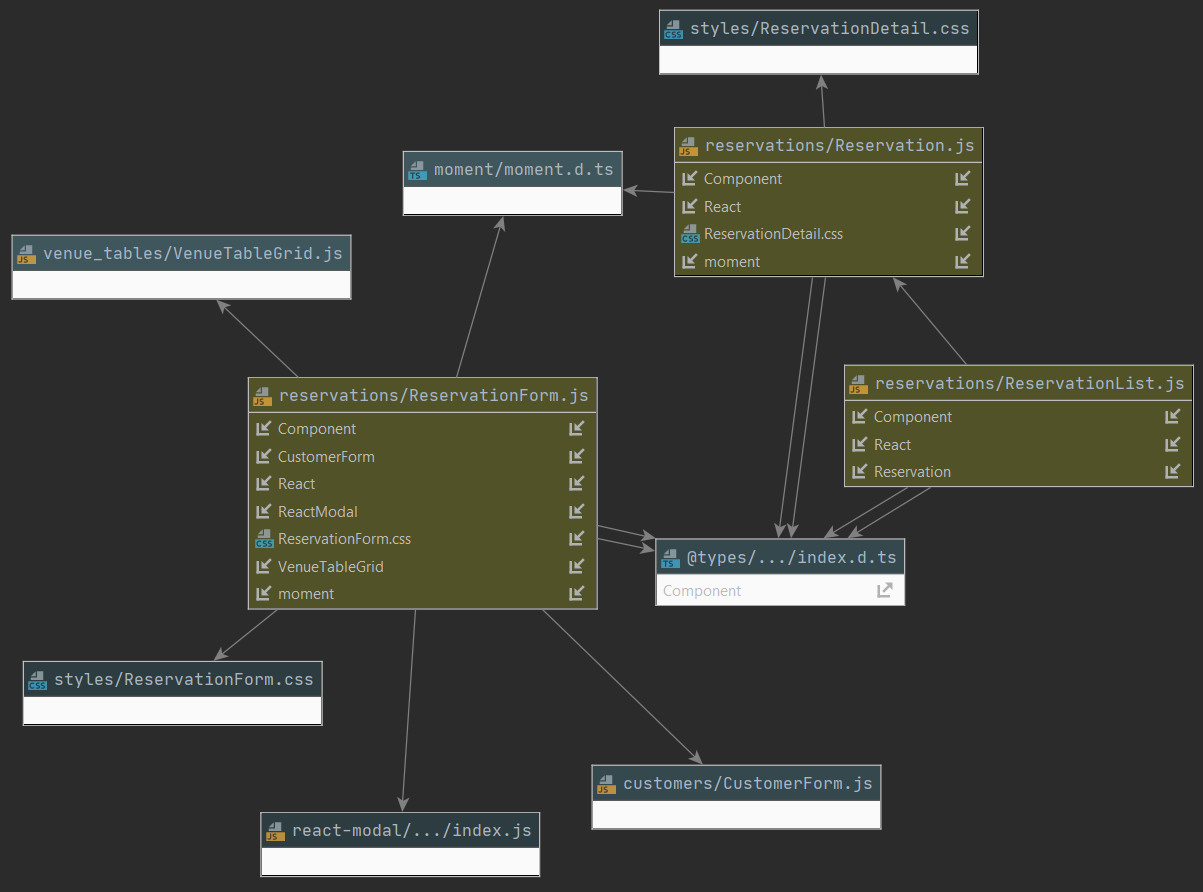 styles/ReservationDetail.css
reservations/Reservation.js
Component
React
ReservationDetail.css
moment
moment/moment.d.ts
venue_tables/VenueTableGrid.js
reservations/ReservationForm.js
Component
CustomerForm
React
ReactModal
ReservationForm.css
VenueTableGrid
moment
reservations/ReservationList.js
Component
React
Reservation
@types/.../index.d.ts
Component
styles/ReservationForm.css
customers/CustomerForm.js
react-modal/.../index.js